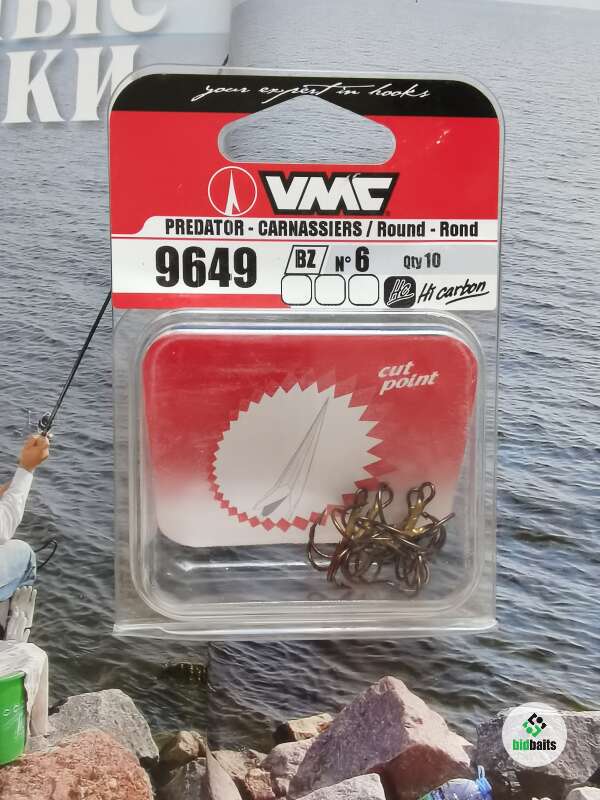 КИ
your expert in hooks
VMC
PREDATOR - CARNASSIERS / Round - Rond
9649 BZ N° 6 Qty 10
HC Hi carbon
cut
point
bidbaits